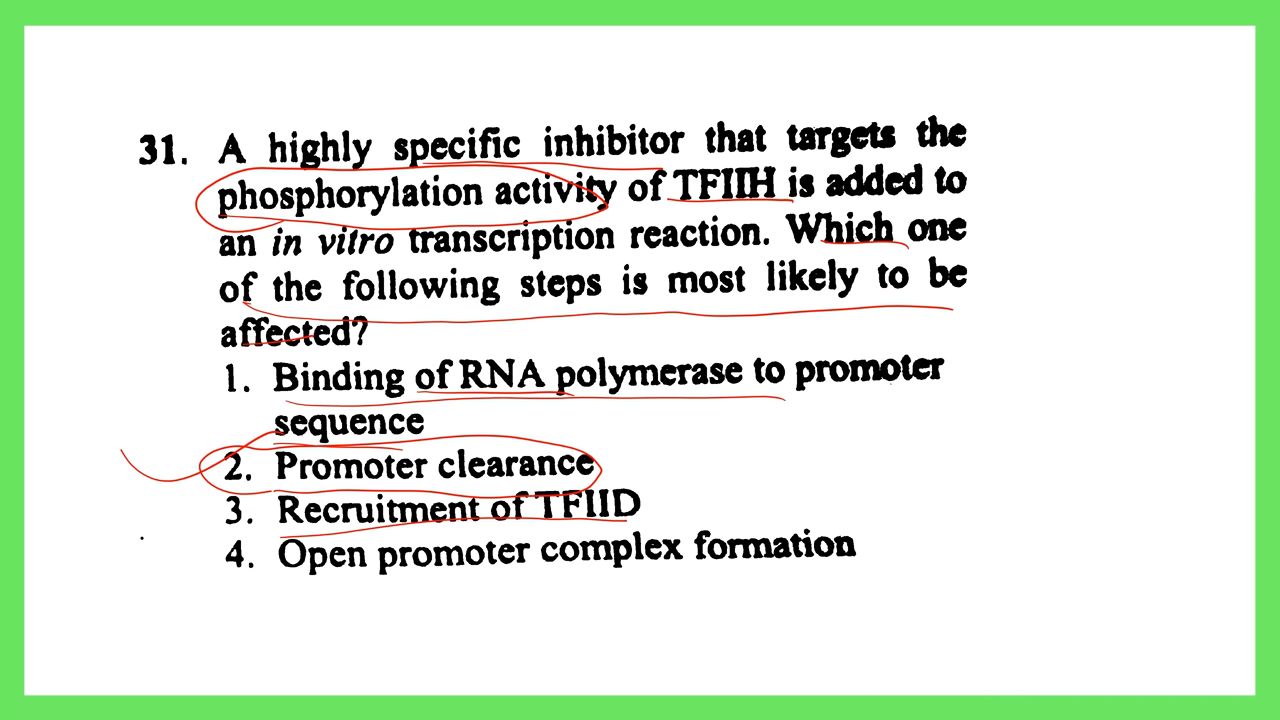 31. A highly specific inhibitor that targets the
phosphorylation activity of TFIIH is added to
an in vitro transcription reaction. Which one
of the following steps is most likely to be
affected?
1. Binding of RNA polymerase to promoter
sequence
2. Promoter clearance
3. Recruitment of TFIID
4. Open promoter complex formation